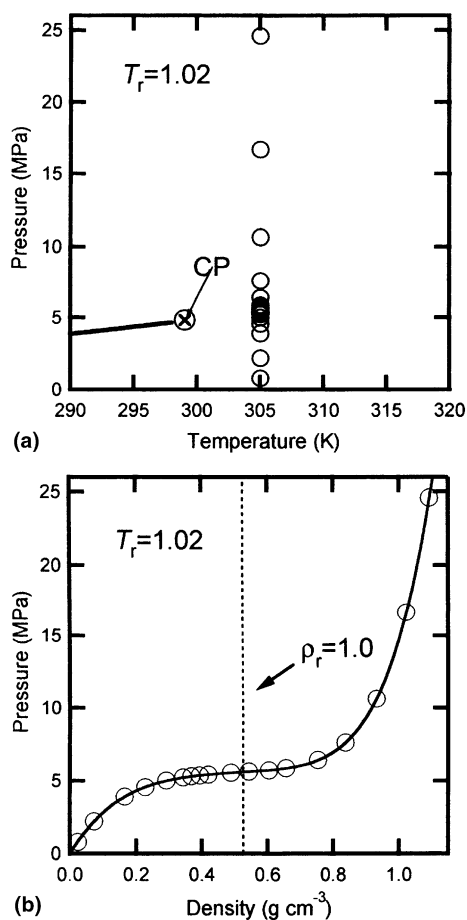 25
20
15
10
5
0
Pressure (MPa)
Tr=1.02
CP
290 295 300 305 310 315 320
(a) Temperature (K)
25
20
15
10
5
0
Pressure (MPa)
Tr=1.02
ρr=1.0
0.0 0.2 0.4 0.6 0.8 1.0
(b) Density (g cm-3)